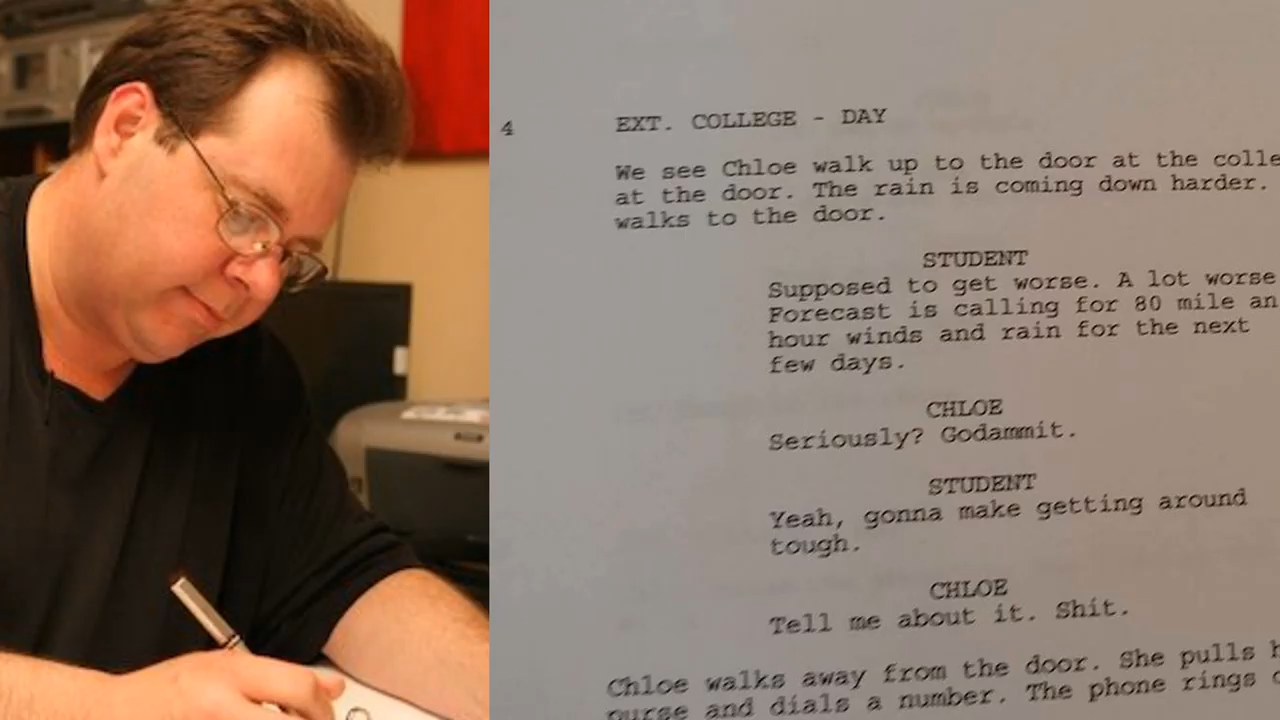 4 EXT. COLLEGE - DAY
We see Chloe walk up to the door at the colle
at the door. The rain is coming down harder.
walks to the door.
STUDENT
Supposed to get worse. A lot worse
Forecast is calling for 80 mile an
hour winds and rain for the next
few days.
CHLOE
Seriously? Godammit.
STUDENT
Yeah, gonna make getting around
tough.
CHLOE
Tell me about it. Shit.
Chloe walks away from the door. She pulls h
purse and dials a number. The phone rings